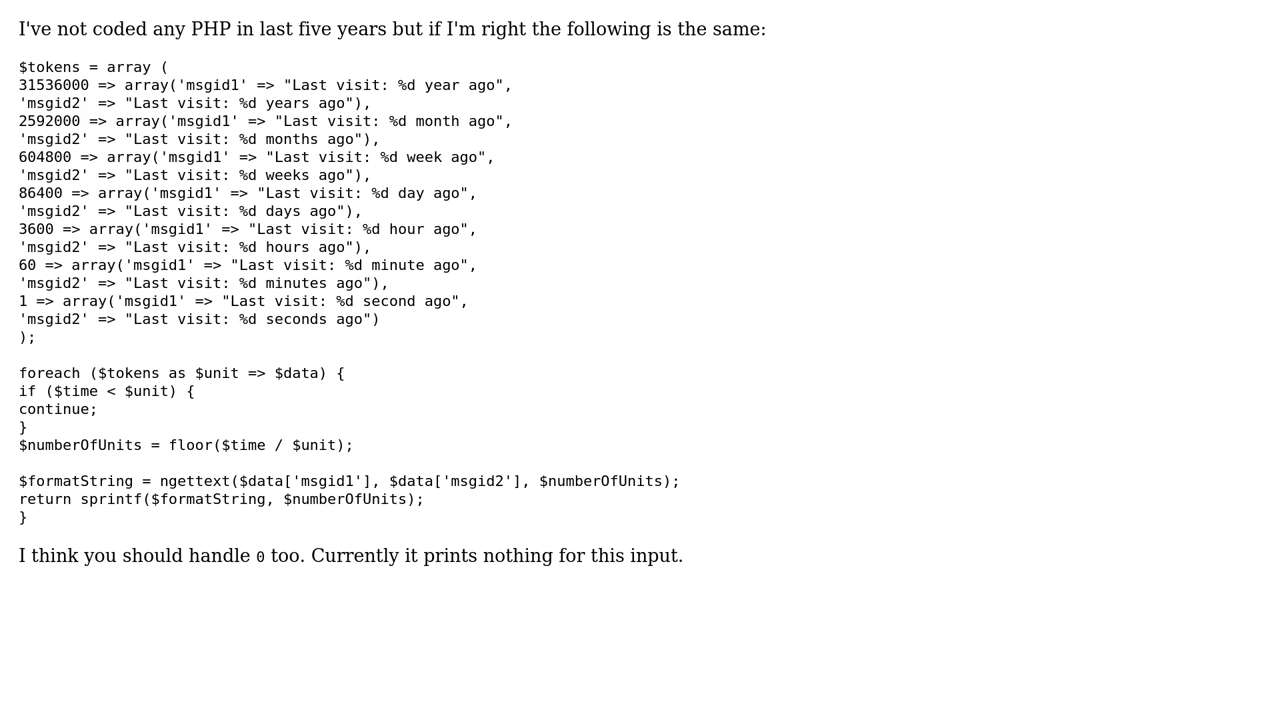 I've not coded any PHP in last five years but if I'm right the following is the same:
$tokens = array (
31536000 => array('msgid1' => "Last visit: %d year ago",
'msgid2' => "Last visit: %d years ago"),
2592000 => array('msgid1' => "Last visit: %d month ago",
'msgid2' => "Last visit: %d months ago"),
604800 => array('msgid1' => "Last visit: %d week ago",
'msgid2' => "Last visit: %d weeks ago"),
86400 => array('msgid1' => "Last visit: %d day ago",
'msgid2' => "Last visit: %d days ago"),
3600 => array('msgid1' => "Last visit: %d hour ago",
'msgid2' => "Last visit: %d hours ago"),
60 => array('msgid1' => "Last visit: %d minute ago",
'msgid2' => "Last visit: %d minutes ago"),
1 => array('msgid1' => "Last visit: %d second ago",
'msgid2' => "Last visit: %d seconds ago")
);
foreach ($tokens as $unit => $data) {
if ($time < $unit) {
continue;
}
$numberOfUnits = floor($time / $unit);
$formatString = ngettext($data['msgid1'], $data['msgid2'], $numberOfUnits);
return sprintf($formatString, $numberOfUnits);
}
I think you should handle 0 too. Currently it prints nothing for this input.